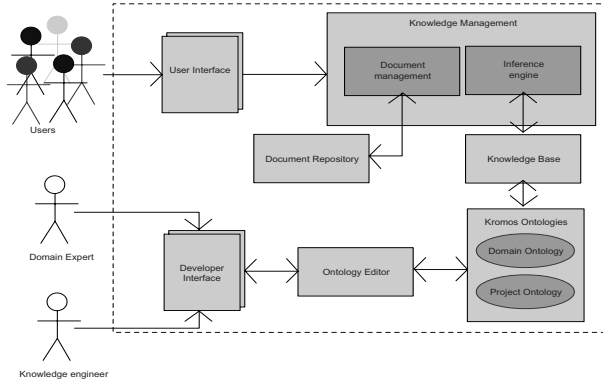 Knowledge Management
User Interface
Document
management
Inference
engine
Users
Document Repository
Knowledge Base
Domain Expert
Kromos Ontologies
Domain Ontology
Developer
Interface
Ontology Editor
Project Ontology
Knowledge engineer